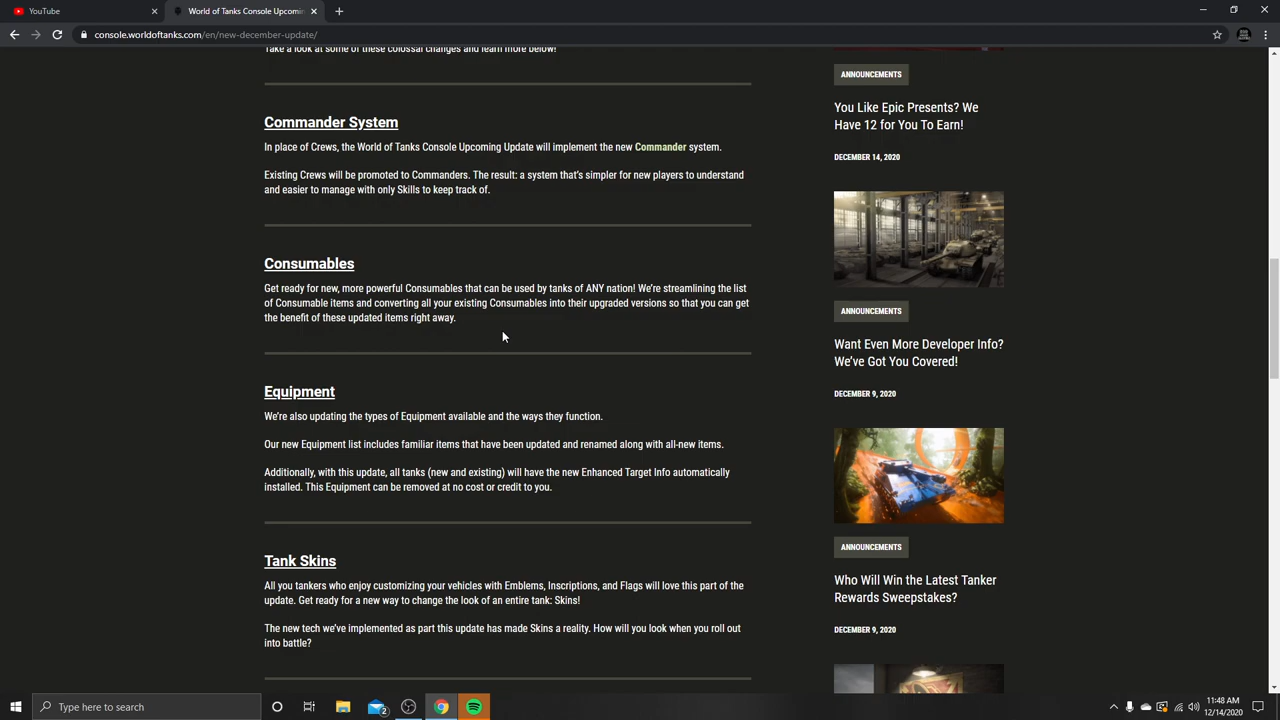 YouTube
World of Tanks Console Upcomin
console.worldoftanks.com/en/new-december-update/
Take a look at some of these colossal changes and learn more below!
Commander System
In place of Crews, the World of Tanks Console Upcoming Update will implement the new Commander system.
Existing Crews will be promoted to Commanders. The result: a system that's simpler for new players to understand
and easier to manage with only Skills to keep track of.
Consumables
Get ready for new, more powerful Consumables that can be used by tanks of ANY nation! We're streamlining the list
of Consumable items and converting all your existing Consumables into their upgraded versions so that you can get
the benefit of these updated items right away.
Equipment
We're also updating the types of Equipment available and the ways they function.
Our new Equipment list includes familiar items that have been updated and renamed along with all-new items.
Additionally, with this update, all tanks (new and existing) will have the new Enhanced Target Info automatically
installed. This Equipment can be removed at no cost or credit to you.
Tank Skins
All you tankers who enjoy customizing your vehicles with Emblems, Inscriptions, and Flags will love this part of the
update. Get ready for a new way to change the look of an entire tank: Skins!
The new tech we've implemented as part this update has made Skins a reality. How will you look when you roll out
into battle?
ANNOUNCEMENTS
You Like Epic Presents? We
Have 12 for You To Earn!
DECEMBER 14, 2020
ANNOUNCEMENTS
Want Even More Developer Info?
We've Got You Covered!
DECEMBER 9, 2020
ANNOUNCEMENTS
Who Will Win the Latest Tanker
Rewards Sweepstakes?
DECEMBER 9, 2020
Type here to search
2
11:48 AM
12/14/2020